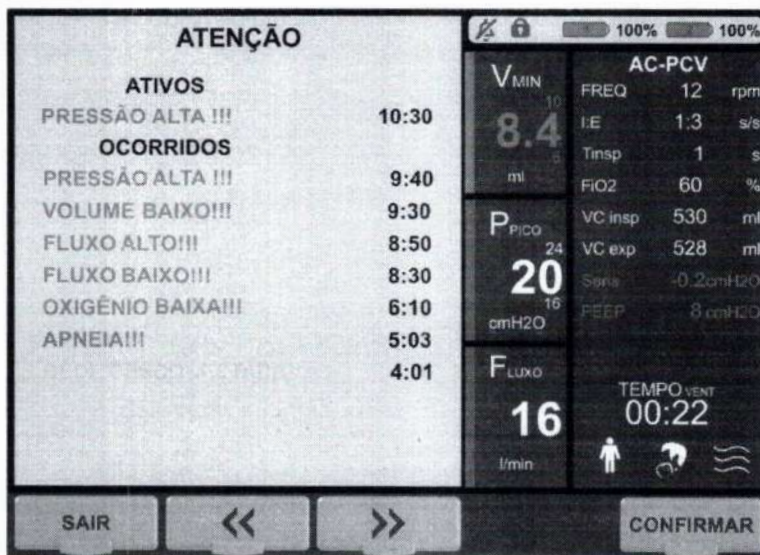 ATENÇÃO
ATIVOS
PRESSÃO ALTA !!! 10:30
OCORRIDOS
PRESSÃO ALTA !!! 9:40
VOLUME BAIXO!!! 9:30
FLUXO ALTO!!! 8:50
FLUXO BAIXO!!! 8:30
OXIGÊNIO BAIXA!!! 6:10
APNEIA!!! 5:03
4:01
SAIR
<<
>>
CONFIRMAR
1 100% 2 100%
VMIN
10
8.4
6
ml
PPICO
24
20
16
cmH2O
FLUXO
16
l/min
AC-PCV
FREQ 12 rpm
I:E 1:3 s/s
Tinsp 1 s
FiO2 60 %
VC insp 530 ml
VC exp 528 ml
Sens -0.2cmH2O
PEEP 8 cmH2O
TEMPO VENT
00:22